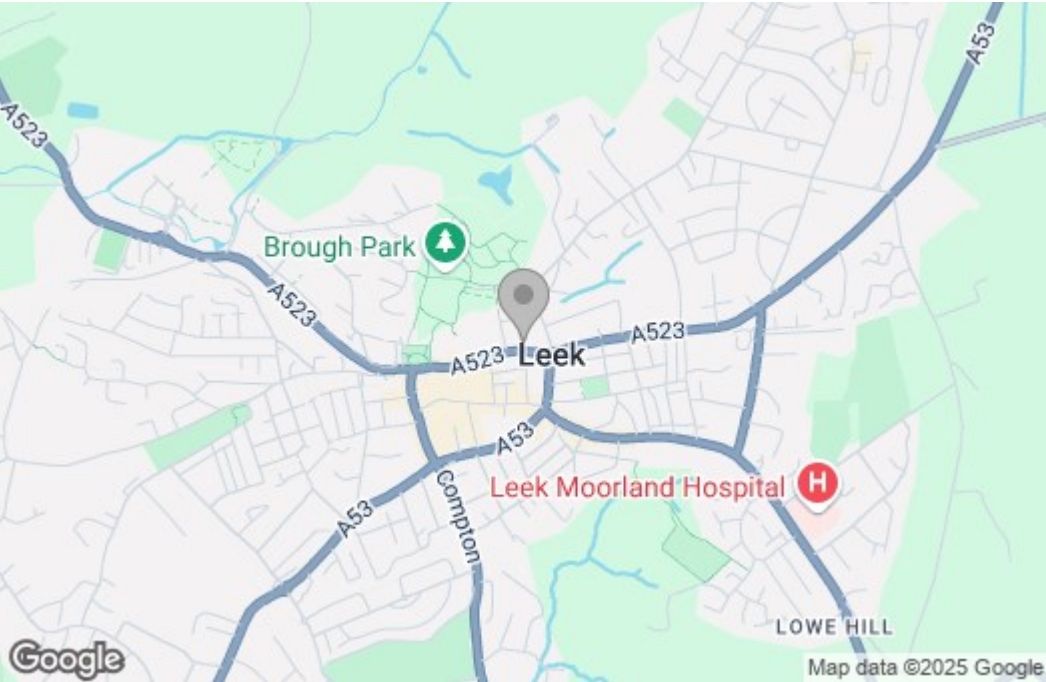 A53
A523
Brough Park
A523
A523
A523
Leek
A53
Leek Moorland Hospital
A53
Compton
LOWE HILL
Google
Map data ©2025 Google